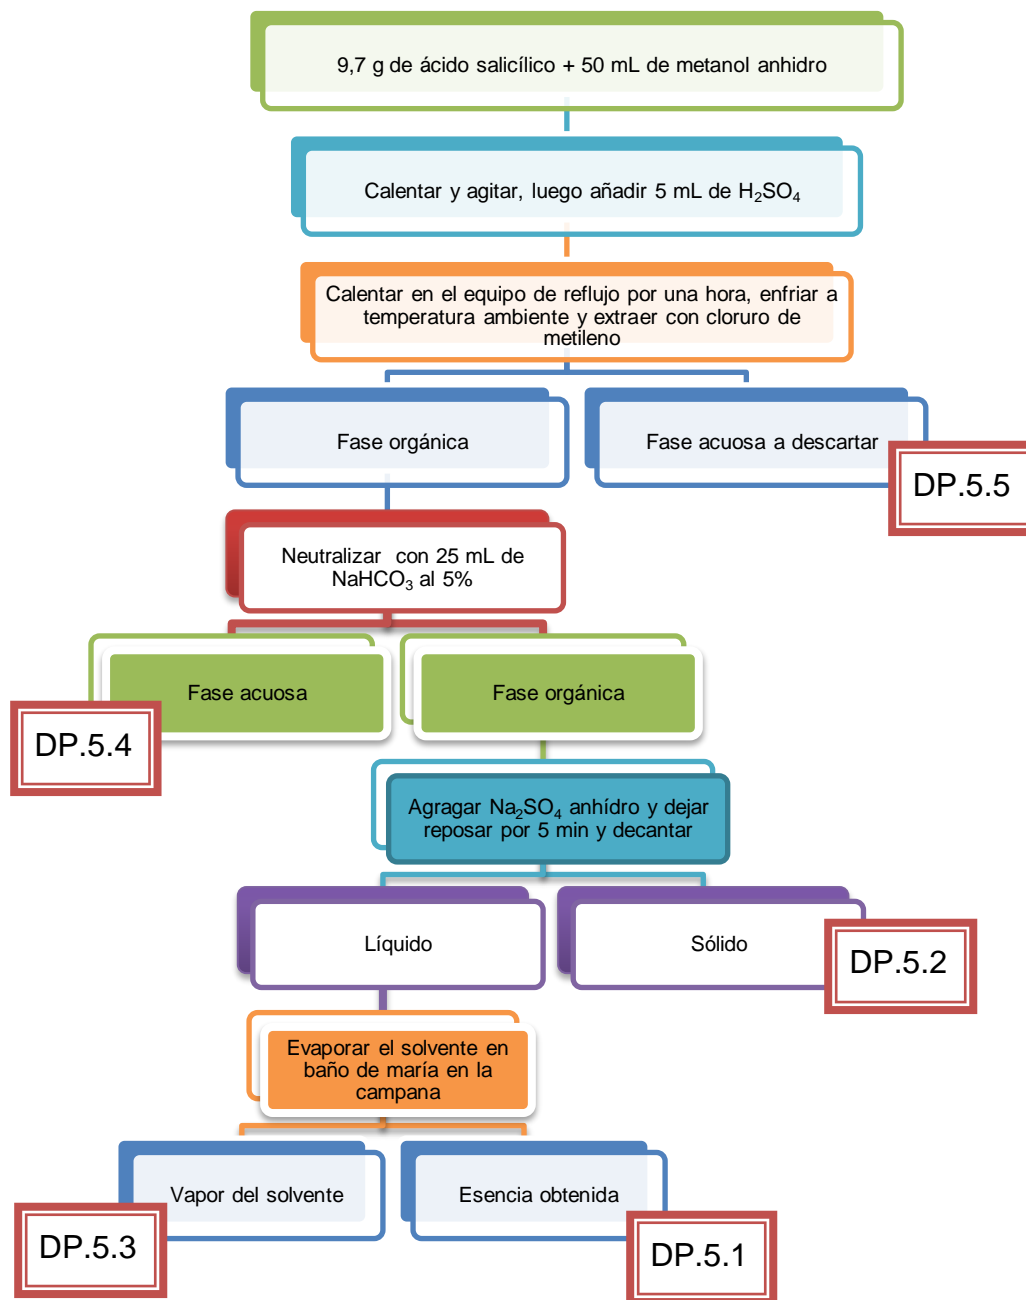 9,7 g de ácido salicílico + 50 mL de metanol anhidro
Calentar y agitar, luego añadir 5 mL de H₂SO₄
Calentar en el equipo de reflujo por una hora, enfriar a
temperatura ambiente y extraer con cloruro de
metileno
Fase orgánica
Fase acuosa a descartar
DP.5.5
Neutralizar con 25 mL de
NaHCO₃ al 5%
Fase acuosa
Fase orgánica
DP.5.4
Agragar Na₂SO₄ anhídro y dejar
reposar por 5 min y decantar
Líquido
Sólido
DP.5.2
Evaporar el solvente en
baño de maría en la
campana
Vapor del solvente
Esencia obtenida
DP.5.3
DP.5.1